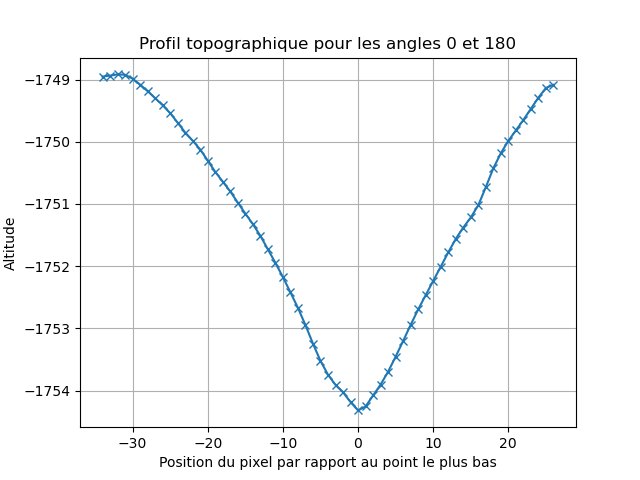 Profil topographique pour les angles 0 et 180
−1749
−1750
−1751
−1752
−1753
−1754
Altitude
−30 −20 −10 0 10 20
Position du pixel par rapport au point le plus bas